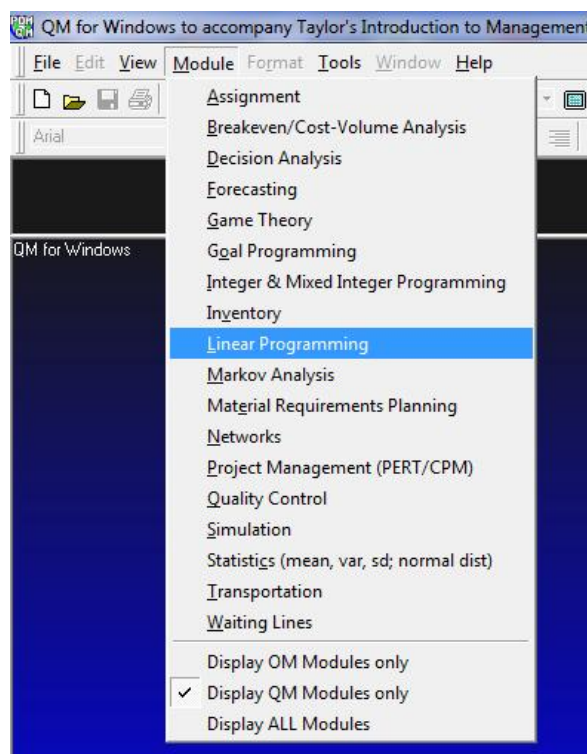 QM for Windows to accompany Taylor's Introduction to Management
File Edit View Module Format Tools Window Help
Arial
QM for Windows
Assignment
Breakeven/Cost-Volume Analysis
Decision Analysis
Forecasting
Game Theory
Goal Programming
Integer & Mixed Integer Programming
Inventory
Linear Programming
Markov Analysis
Material Requirements Planning
Networks
Project Management (PERT/CPM)
Quality Control
Simulation
Statistics (mean, var, sd; normal dist)
Transportation
Waiting Lines
Display OM Modules only
Display QM Modules only
Display ALL Modules